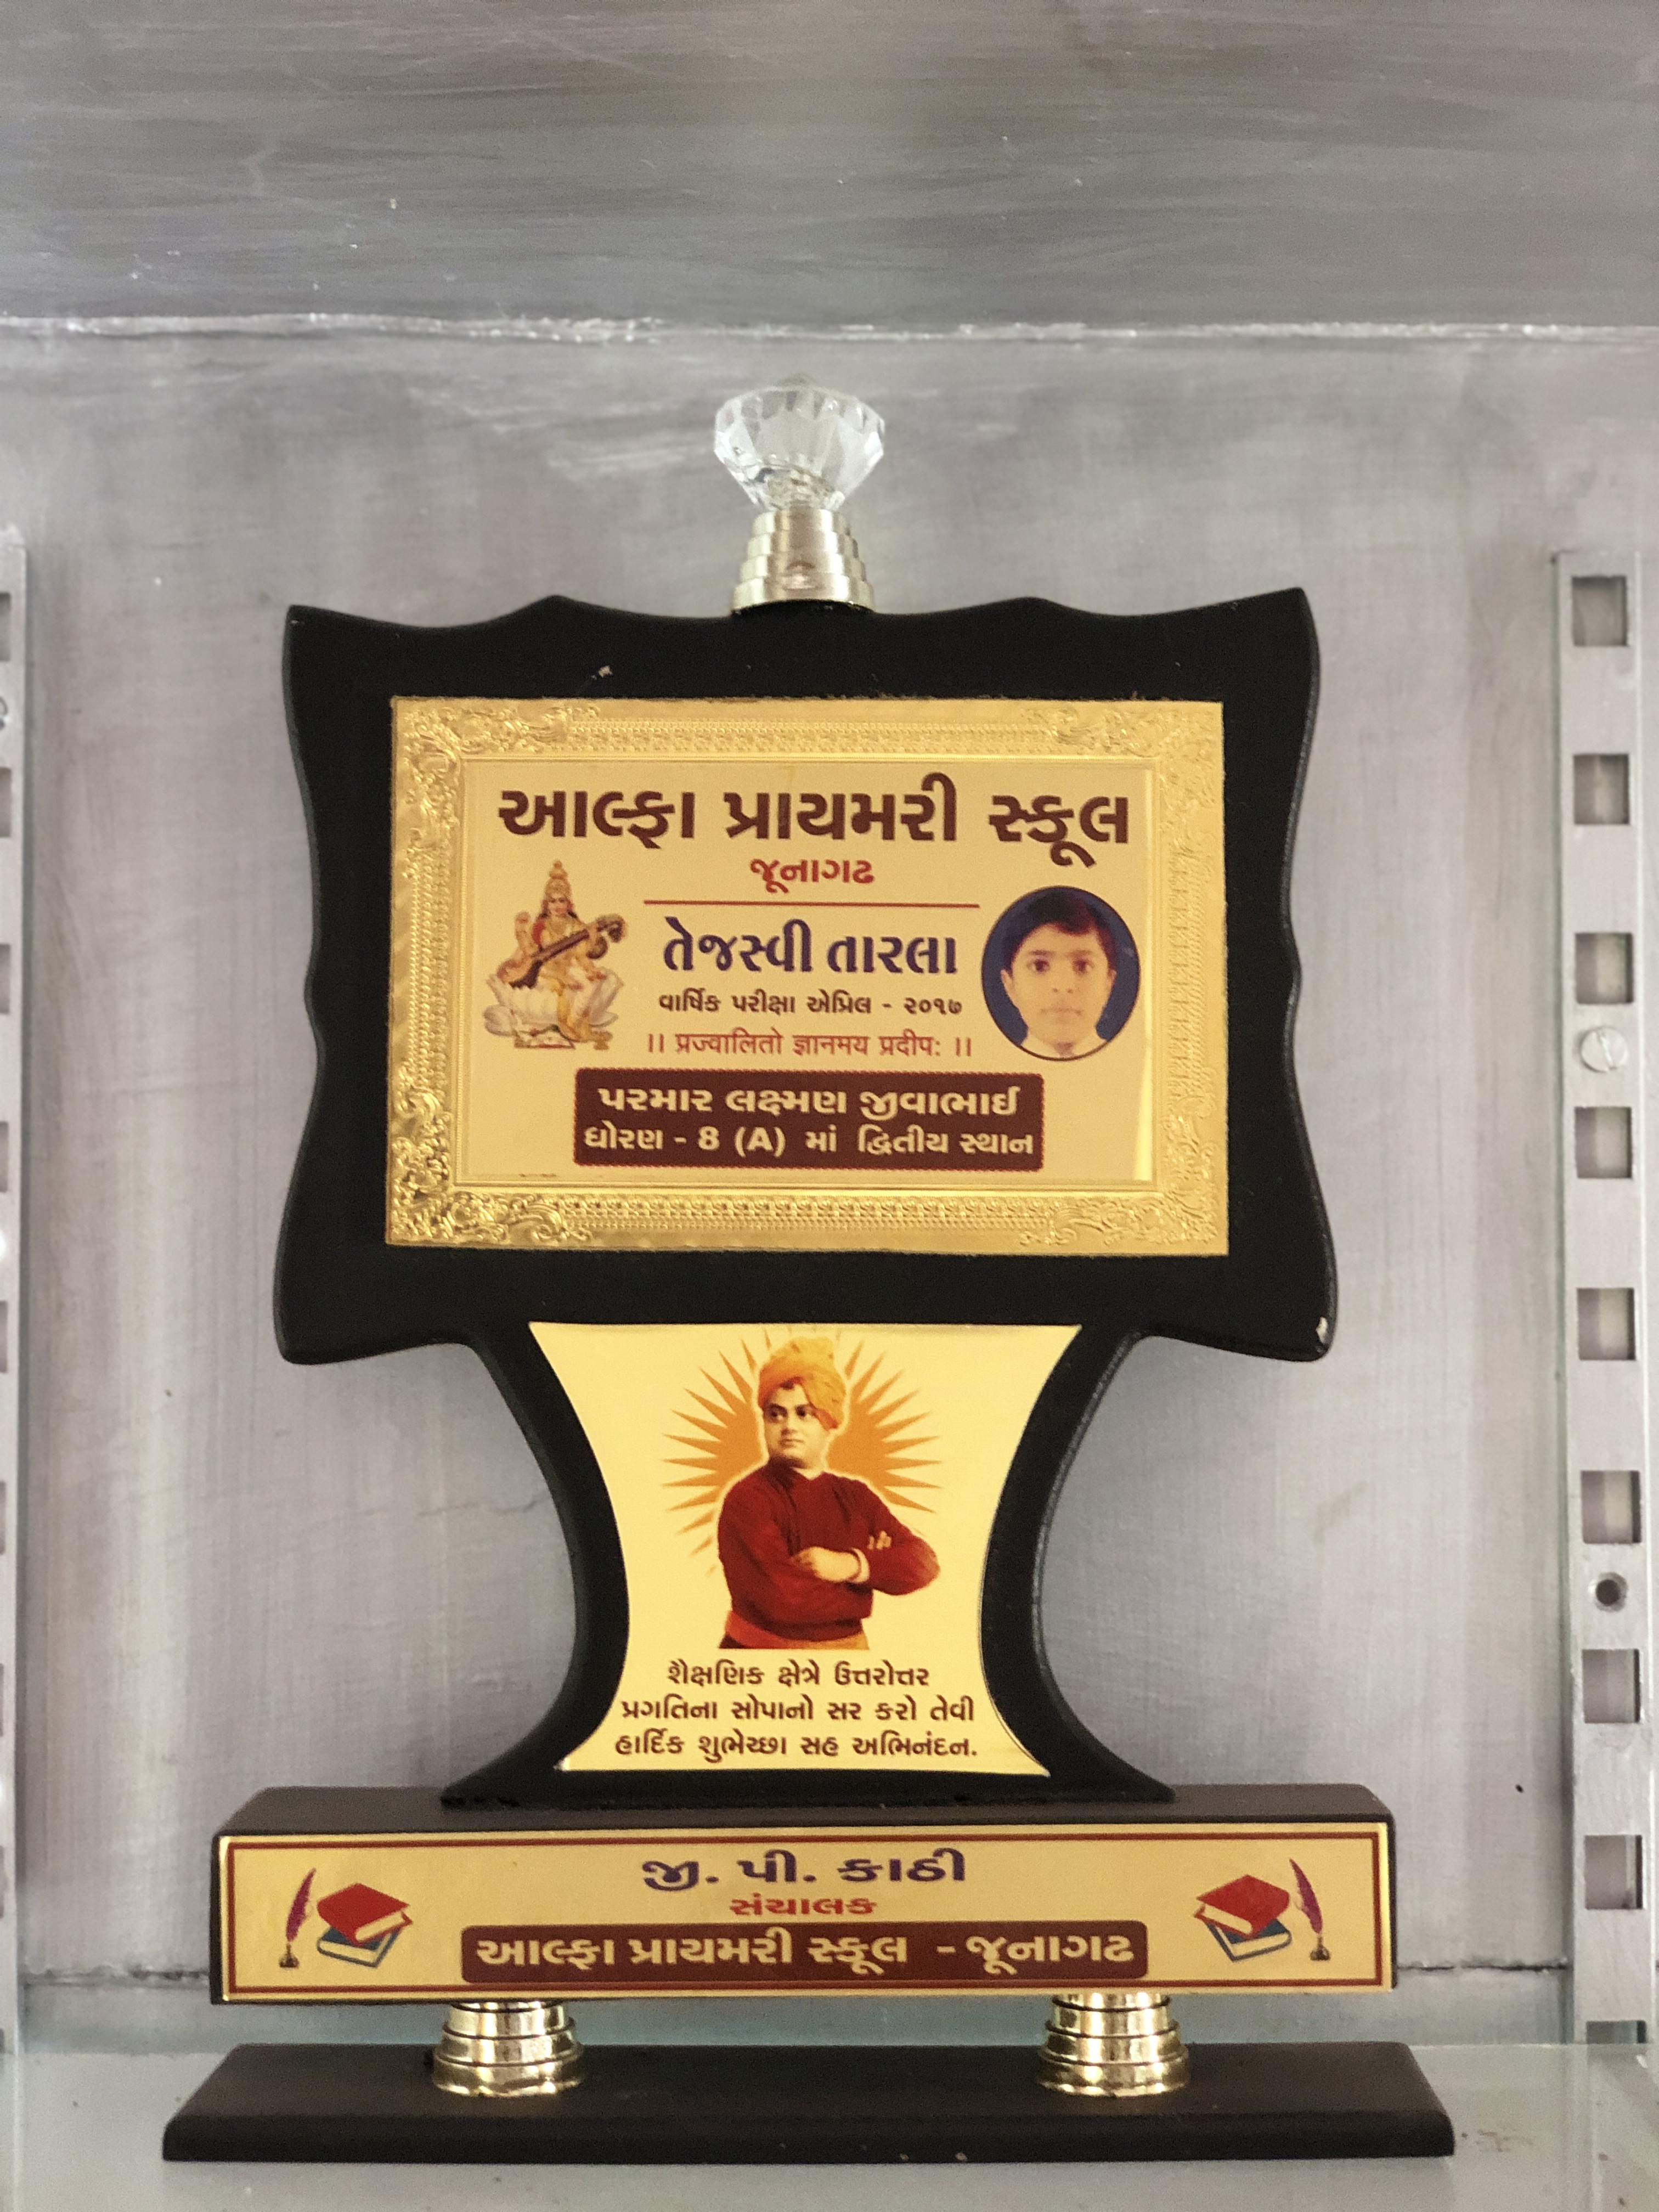 આલ્ફા પ્રાયમરી સ્કૂલ
જૂનાગઢ
તેજસ્વી તારલા
વાર્ષિક પરીક્ષા એપ્રિલ - ૨૦૧૭
।। प्रज्वालितो ज्ञानमय प्रदीपः ।।
પરમાર લક્ષ્મણ જીવાભાઈ
ધોરણ - 8 (A) માં દ્વિતીય સ્થાન
શૈક્ષણિક ક્ષેત્રે ઉત્તરોત્તર
પ્રગતિના સોપાનો સર કરો તેવી
હાર્દિક શુભેચ્છા સહ અભિનંદન.
જી. પી. કાઠી
સંચાલક
આલ્ફા પ્રાયમરી સ્કૂલ - જૂનાગઢ